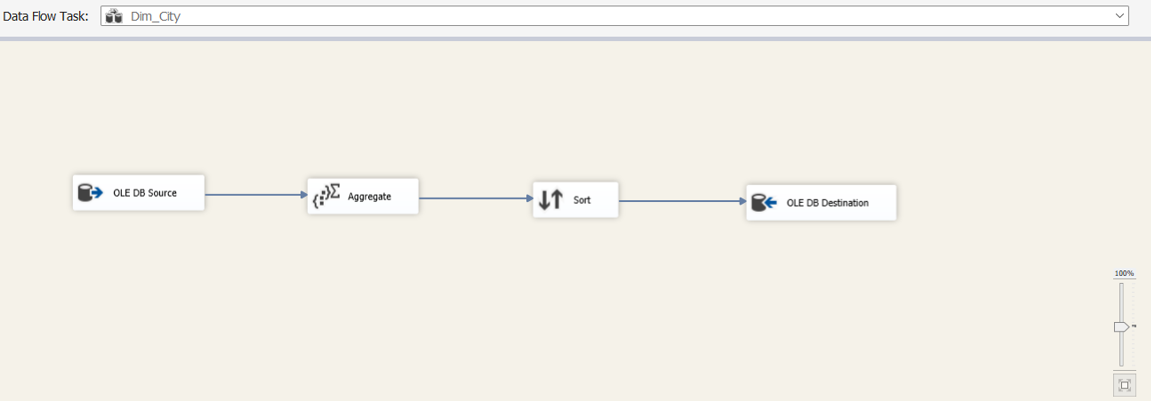 Data Flow Task: Dim_City
OLE DB Source
Aggregate
Sort
OLE DB Destination
100%